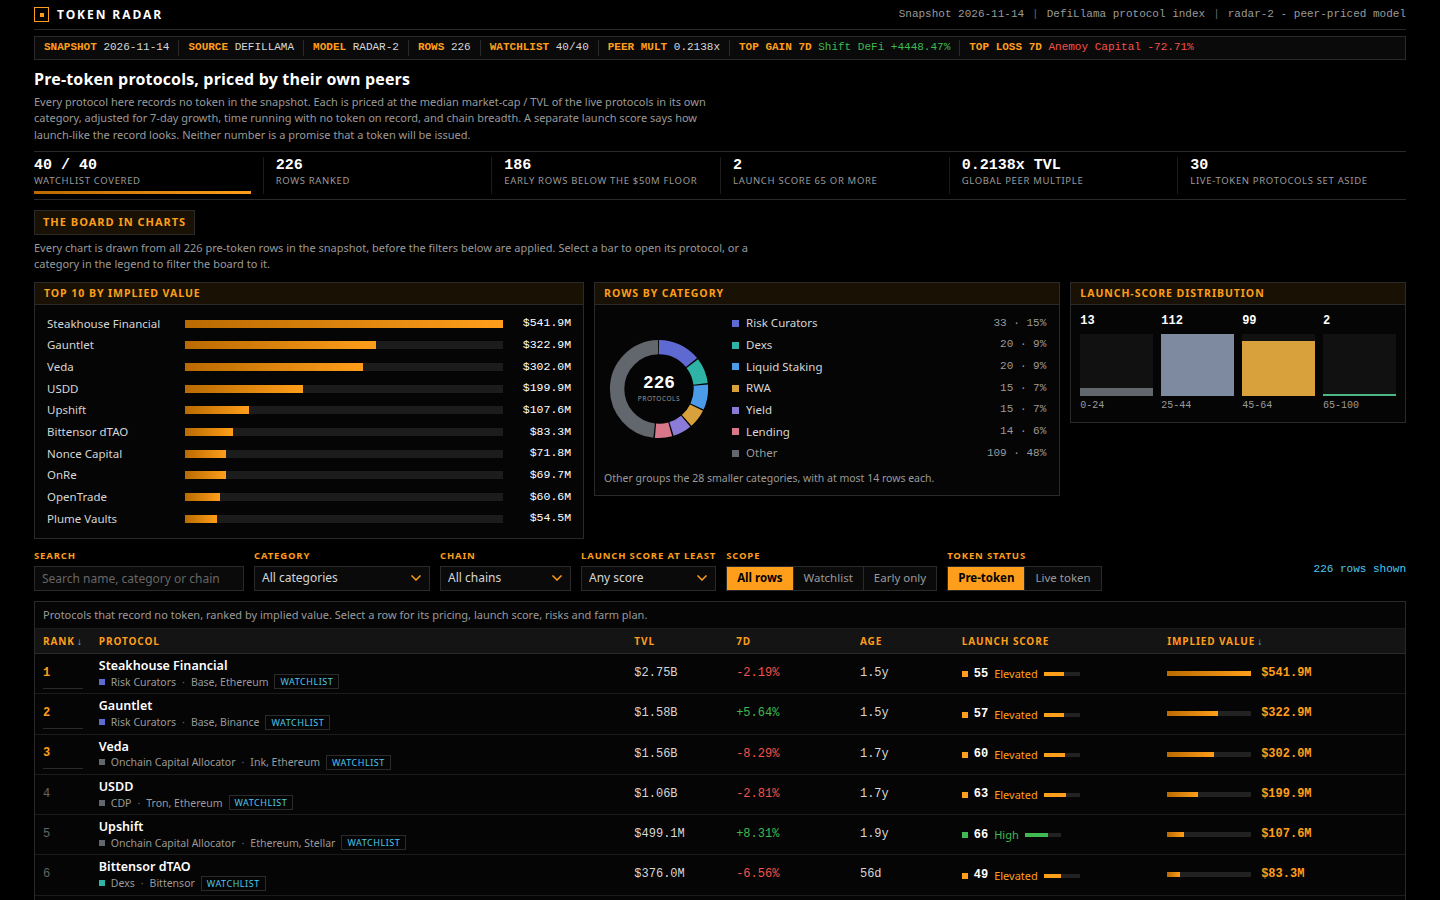 TOKEN RADAR
Snapshot 2026-11-14 | DefiLlama protocol index | radar-2 - peer-priced model
SNAPSHOT 2026-11-14 SOURCE DEFILLAMA MODEL RADAR-2 ROWS 226 WATCHLIST 40/40 PEER MULT 0.2138x TOP GAIN 7D Shift DeFi +4448.47% TOP LOSS 7D Anemoy Capital -72.71%
Pre-token protocols, priced by their own peers
Every protocol here records no token in the snapshot. Each is priced at the median market-cap / TVL of the live protocols in its own
category, adjusted for 7-day growth, time running with no token on record, and chain breadth. A separate launch score says how
launch-like the record looks. Neither number is a promise that a token will be issued.
40 / 40 226 186 2 0.2138x TVL 30
WATCHLIST COVERED ROWS RANKED EARLY ROWS BELOW THE $50M FLOOR LAUNCH SCORE 65 OR MORE GLOBAL PEER MULTIPLE LIVE-TOKEN PROTOCOLS SET ASIDE
THE BOARD IN CHARTS
Every chart is drawn from all 226 pre-token rows in the snapshot, before the filters below are applied. Select a bar to open its protocol, or a
category in the legend to filter the board to it.
TOP 10 BY IMPLIED VALUE
Steakhouse Financial $541.9M
Gauntlet $322.9M
Veda $302.0M
USDD $199.9M
Upshift $107.6M
Bittensor dTAO $83.3M
Nonce Capital $71.8M
OnRe $69.7M
OpenTrade $60.6M
Plume Vaults $54.5M
ROWS BY CATEGORY
226
PROTOCOLS
Risk Curators 33 · 15%
Dexs 20 · 9%
Liquid Staking 20 · 9%
RWA 15 · 7%
Yield 15 · 7%
Lending 14 · 6%
Other 109 · 48%
Other groups the 28 smaller categories, with at most 14 rows each.
LAUNCH-SCORE DISTRIBUTION
13 112 99 2
0-24 25-44 45-64 65-100
SEARCH CATEGORY CHAIN LAUNCH SCORE AT LEAST SCOPE TOKEN STATUS
Search name, category or chain All categories All chains Any score All rows Watchlist Early only Pre-token Live token 226 rows shown
Protocols that record no token, ranked by implied value. Select a row for its pricing, launch score, risks and farm plan.
RANK ↓ PROTOCOL TVL 7D AGE LAUNCH SCORE IMPLIED VALUE ↓
1 Steakhouse Financial $2.75B -2.19% 1.5y 55 Elevated $541.9M
Risk Curators · Base, Ethereum WATCHLIST
2 Gauntlet $1.58B +5.64% 1.5y 57 Elevated $322.9M
Risk Curators · Base, Binance WATCHLIST
3 Veda $1.56B -8.29% 1.7y 60 Elevated $302.0M
Onchain Capital Allocator · Ink, Ethereum WATCHLIST
4 USDD $1.06B -2.81% 1.7y 63 Elevated $199.9M
CDP · Tron, Ethereum WATCHLIST
5 Upshift $499.1M +8.31% 1.9y 66 High $107.6M
Onchain Capital Allocator · Ethereum, Stellar WATCHLIST
6 Bittensor dTAO $376.0M -6.56% 56d 49 Elevated $83.3M
Dexs · Bittensor WATCHLIST